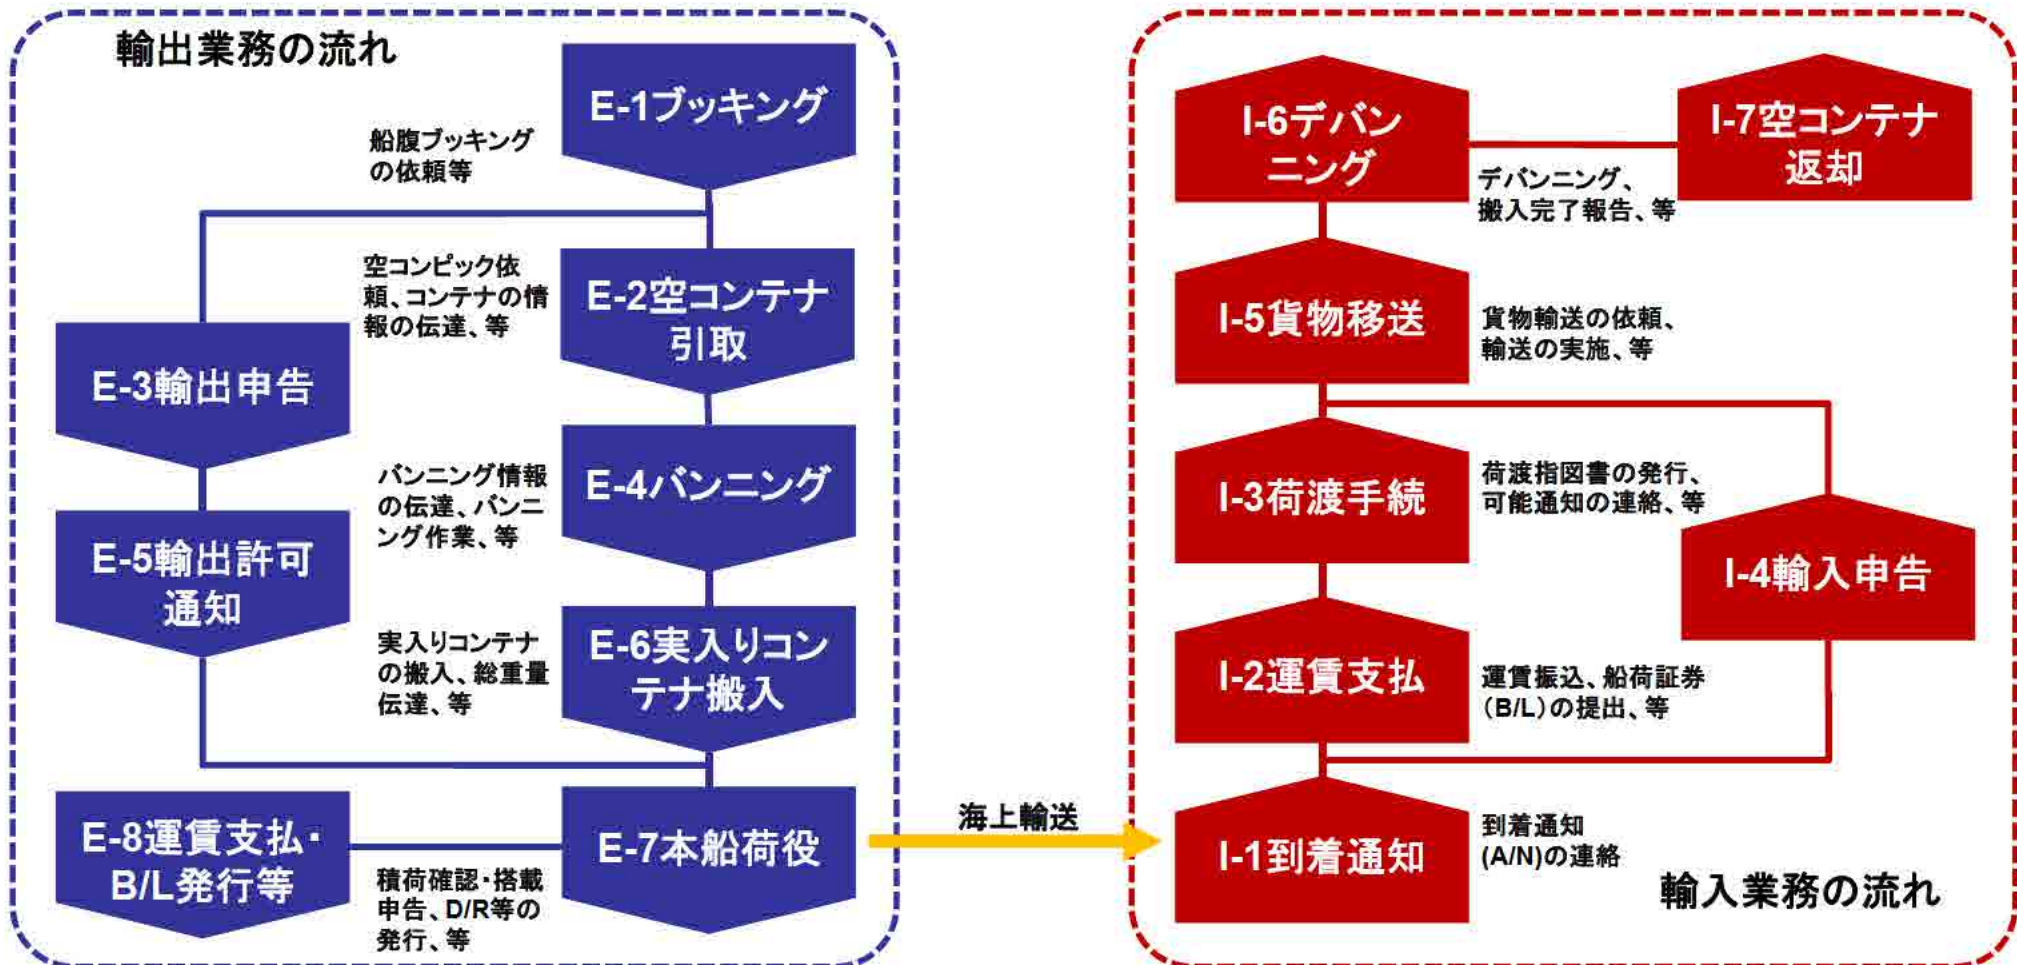 輸出業務の流れ
E-1ブッキング
船腹ブッキング
の依頼等
E-2空コンテナ
引取
空コンピック依
頼、コンテナの情
報の伝達、等
E-3輸出申告
E-4バンニング
バンニング情報
の伝達、バンニ
ング作業、等
E-5輸出許可
通知
E-6実入りコン
テナ搬入
実入りコンテナ
の搬入、総重量
伝達、等
E-7本船荷役
積荷確認・搭載
申告、D/R等の
発行、等
E-8運賃支払・
B/L発行等
海上輸送
輸入業務の流れ
I-1到着通知
到着通知
(A/N)の連絡
I-2運賃支払
運賃振込、船荷証券
（B/L）の提出、等
I-3荷渡手続
荷渡指図書の発行、
可能通知の連絡、等
I-4輸入申告
I-5貨物移送
貨物輸送の依頼、
輸送の実施、等
I-6デバン
ニング
デバンニング、
搬入完了報告、等
I-7空コンテナ
返却